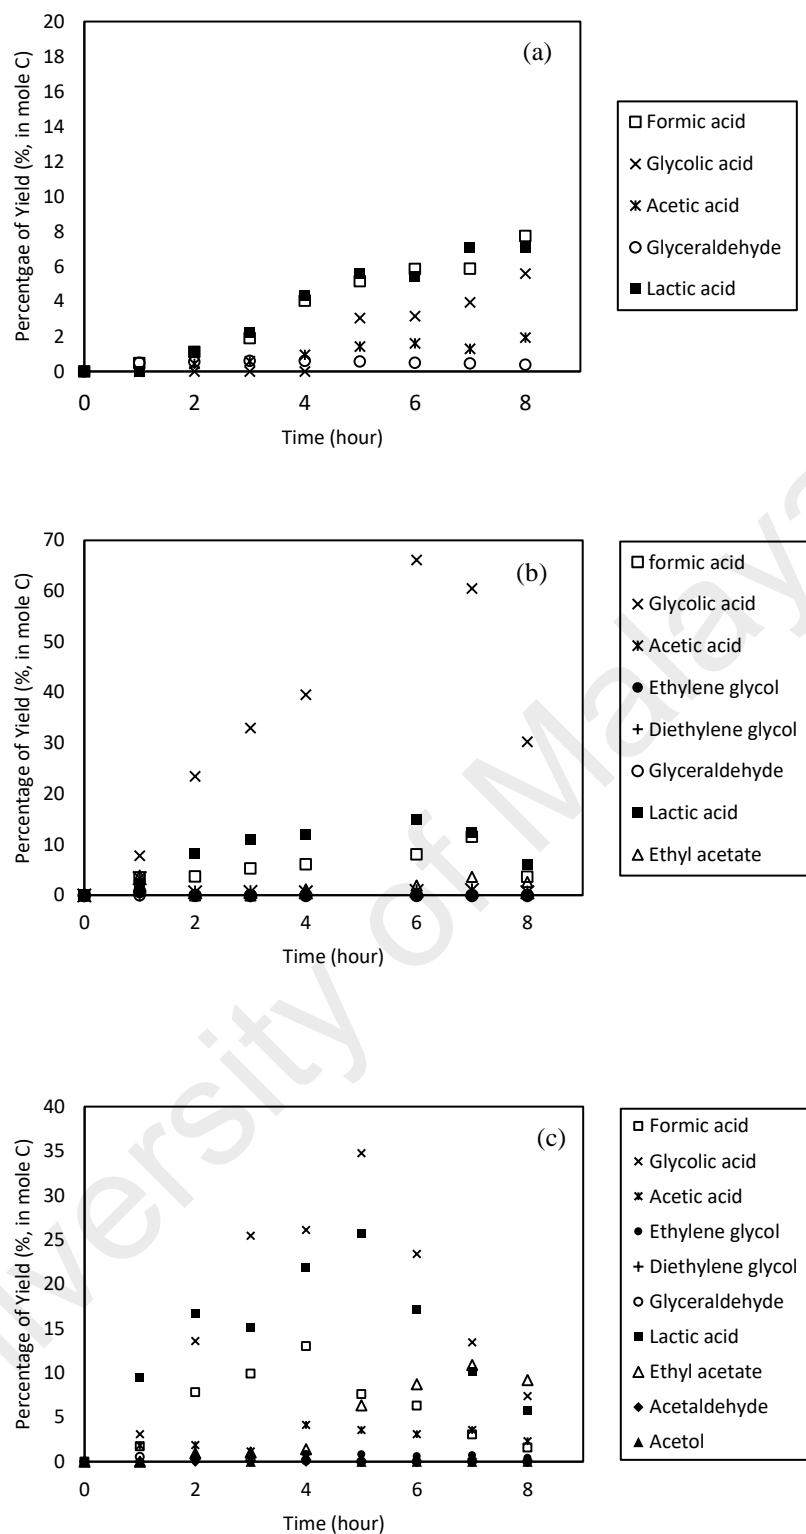 (a)
Percentgae of Yield (%, in mole C)
20
18
16
14
12
10
8
6
4
2
0
0 2 4 6 8
Time (hour)
Formic acid
Glycolic acid
Acetic acid
Glyceraldehyde
Lactic acid
(b)
Percentage of Yield (%, in mole C)
70
60
50
40
30
20
10
0
0 2 4 6 8
Time (hour)
formic acid
Glycolic acid
Acetic acid
Ethylene glycol
Diethylene glycol
Glyceraldehyde
Lactic acid
Ethyl acetate
(c)
Percentage of Yield (%, in mole C)
40
35
30
25
20
15
10
5
0
0 2 4 6 8
Time (hour)
Formic acid
Glycolic acid
Acetic acid
Ethylene glycol
Diethylene glycol
Glyceraldehyde
Lactic acid
Ethyl acetate
Acetaldehyde
Acetol
iversity of Malaya